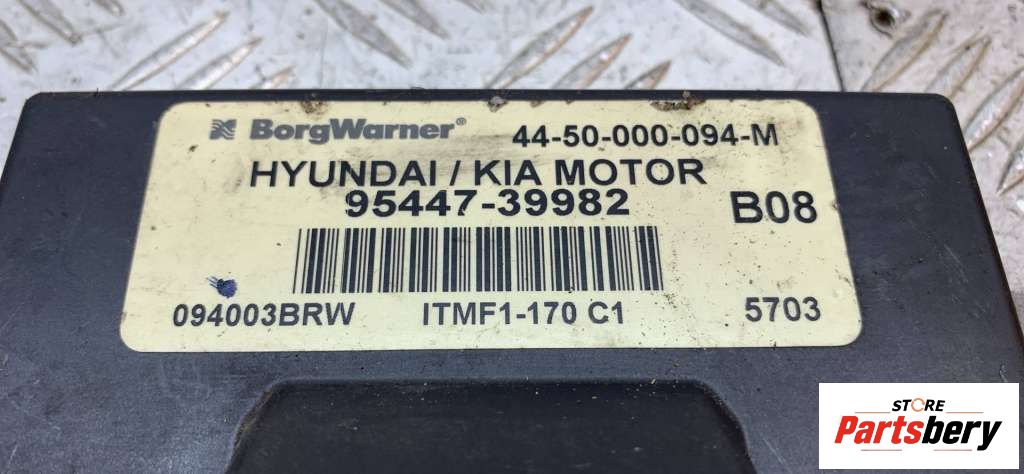 BorgWarner® 44-50-000-094-M
HYUNDAI / KIA MOTOR
95447-39982 B08
094003BRW ITMF1-170 C1 5703
STORE
Partsbery